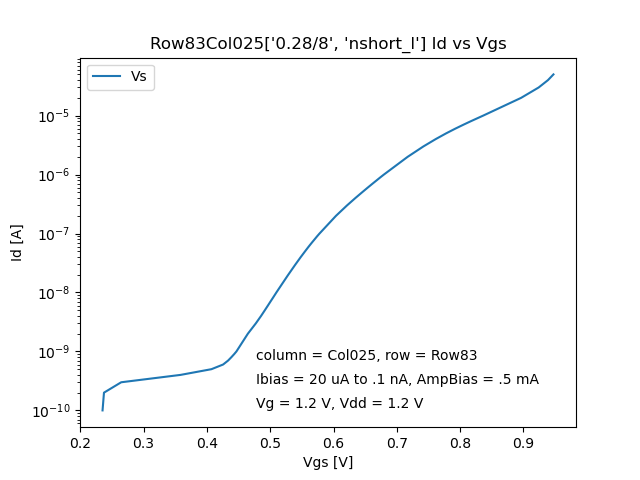 Row83Col025['0.28/8', 'nshort_l'] Id vs Vgs
Vs
Id [A]
10⁻⁵
10⁻⁶
10⁻⁷
10⁻⁸
10⁻⁹
10⁻¹⁰
column = Col025, row = Row83
Ibias = 20 uA to .1 nA, AmpBias = .5 mA
Vg = 1.2 V, Vdd = 1.2 V
0.2 0.3 0.4 0.5 0.6 0.7 0.8 0.9
Vgs [V]